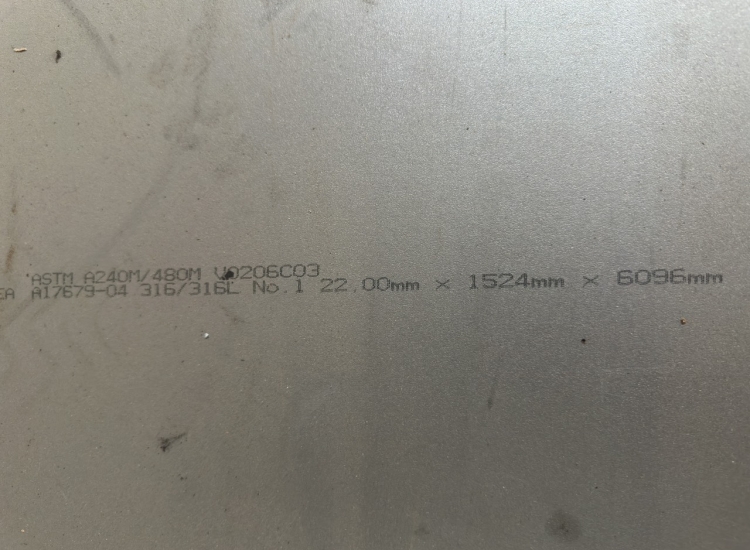 ASTM A240M/480M V0206C03
EA A17679-04 316/316L No.1 22.00mm × 1524mm × 6096mm